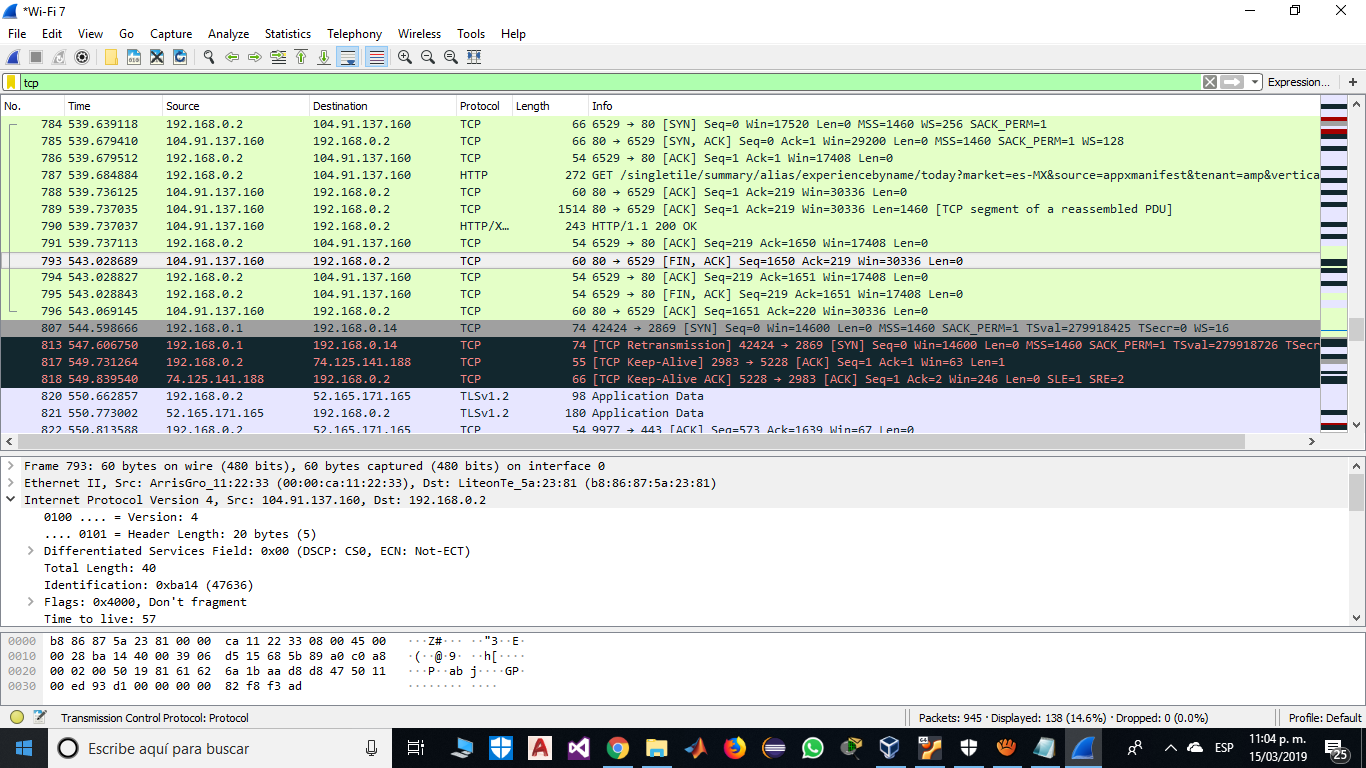 *Wi-Fi 7
File Edit View Go Capture Analyze Statistics Telephony Wireless Tools Help
tcp Expression... +
No. Time Source Destination Protocol Length Info
784 539.639118 192.168.0.2 104.91.137.160 TCP 66 6529 → 80 [SYN] Seq=0 Win=17520 Len=0 MSS=1460 WS=256 SACK_PERM=1
785 539.679410 104.91.137.160 192.168.0.2 TCP 66 80 → 6529 [SYN, ACK] Seq=0 Ack=1 Win=29200 Len=0 MSS=1460 SACK_PERM=1 WS=128
786 539.679512 192.168.0.2 104.91.137.160 TCP 54 6529 → 80 [ACK] Seq=1 Ack=1 Win=17408 Len=0
787 539.684884 192.168.0.2 104.91.137.160 HTTP 272 GET /singletile/summary/alias/experiencebyname/today?market=es-MX&source=appxmanifest&tenant=amp&vertica
788 539.736125 104.91.137.160 192.168.0.2 TCP 60 80 → 6529 [ACK] Seq=1 Ack=219 Win=30336 Len=0
789 539.737035 104.91.137.160 192.168.0.2 TCP 1514 80 → 6529 [ACK] Seq=1 Ack=219 Win=30336 Len=1460 [TCP segment of a reassembled PDU]
790 539.737037 104.91.137.160 192.168.0.2 HTTP/X… 243 HTTP/1.1 200 OK
791 539.737113 192.168.0.2 104.91.137.160 TCP 54 6529 → 80 [ACK] Seq=219 Ack=1650 Win=17408 Len=0
793 543.028689 104.91.137.160 192.168.0.2 TCP 60 80 → 6529 [FIN, ACK] Seq=1650 Ack=219 Win=30336 Len=0
794 543.028827 192.168.0.2 104.91.137.160 TCP 54 6529 → 80 [ACK] Seq=219 Ack=1651 Win=17408 Len=0
795 543.028843 192.168.0.2 104.91.137.160 TCP 54 6529 → 80 [FIN, ACK] Seq=219 Ack=1651 Win=17408 Len=0
796 543.069145 104.91.137.160 192.168.0.2 TCP 60 80 → 6529 [ACK] Seq=1651 Ack=220 Win=30336 Len=0
807 544.598666 192.168.0.1 192.168.0.14 TCP 74 42424 → 2869 [SYN] Seq=0 Win=14600 Len=0 MSS=1460 SACK_PERM=1 TSval=279918425 TSecr=0 WS=16
813 547.606750 192.168.0.1 192.168.0.14 TCP 74 [TCP Retransmission] 42424 → 2869 [SYN] Seq=0 Win=14600 Len=0 MSS=1460 SACK_PERM=1 TSval=279918726 TSecr
817 549.731264 192.168.0.2 74.125.141.188 TCP 55 [TCP Keep-Alive] 2983 → 5228 [ACK] Seq=1 Ack=1 Win=63 Len=1
818 549.839540 74.125.141.188 192.168.0.2 TCP 66 [TCP Keep-Alive ACK] 5228 → 2983 [ACK] Seq=1 Ack=2 Win=246 Len=0 SLE=1 SRE=2
820 550.662857 192.168.0.2 52.165.171.165 TLSv1.2 98 Application Data
821 550.773002 52.165.171.165 192.168.0.2 TLSv1.2 180 Application Data
822 550.813588 192.168.0.2 52.165.171.165 TCP 54 9977 → 443 [ACK] Seq=573 Ack=1639 Win=67 Len=0
Frame 793: 60 bytes on wire (480 bits), 60 bytes captured (480 bits) on interface 0
Ethernet II, Src: ArrisGro_11:22:33 (00:00:ca:11:22:33), Dst: LiteonTe_5a:23:81 (b8:86:87:5a:23:81)
Internet Protocol Version 4, Src: 104.91.137.160, Dst: 192.168.0.2
0100 .... = Version: 4
.... 0101 = Header Length: 20 bytes (5)
Differentiated Services Field: 0x00 (DSCP: CS0, ECN: Not-ECT)
Total Length: 40
Identification: 0xba14 (47636)
Flags: 0x4000, Don't fragment
Time to live: 57
0000 b8 86 87 5a 23 81 00 00 ca 11 22 33 08 00 45 00 ···Z#··· ··"3··E·
0010 00 28 ba 14 40 00 39 06 d5 15 68 5b 89 a0 c0 a8 ·(··@·9· ··h[····
0020 00 02 00 50 19 81 61 62 6a 1b aa d8 d8 47 50 11 ···P··ab j····GP·
0030 00 ed 93 d1 00 00 00 00 82 f8 f3 ad ········ ····
Transmission Control Protocol: Protocol Packets: 945 · Displayed: 138 (14.6%) · Dropped: 0 (0.0%) Profile: Default
Escribe aquí para buscar ESP 11:04 p. m.
15/03/2019 25